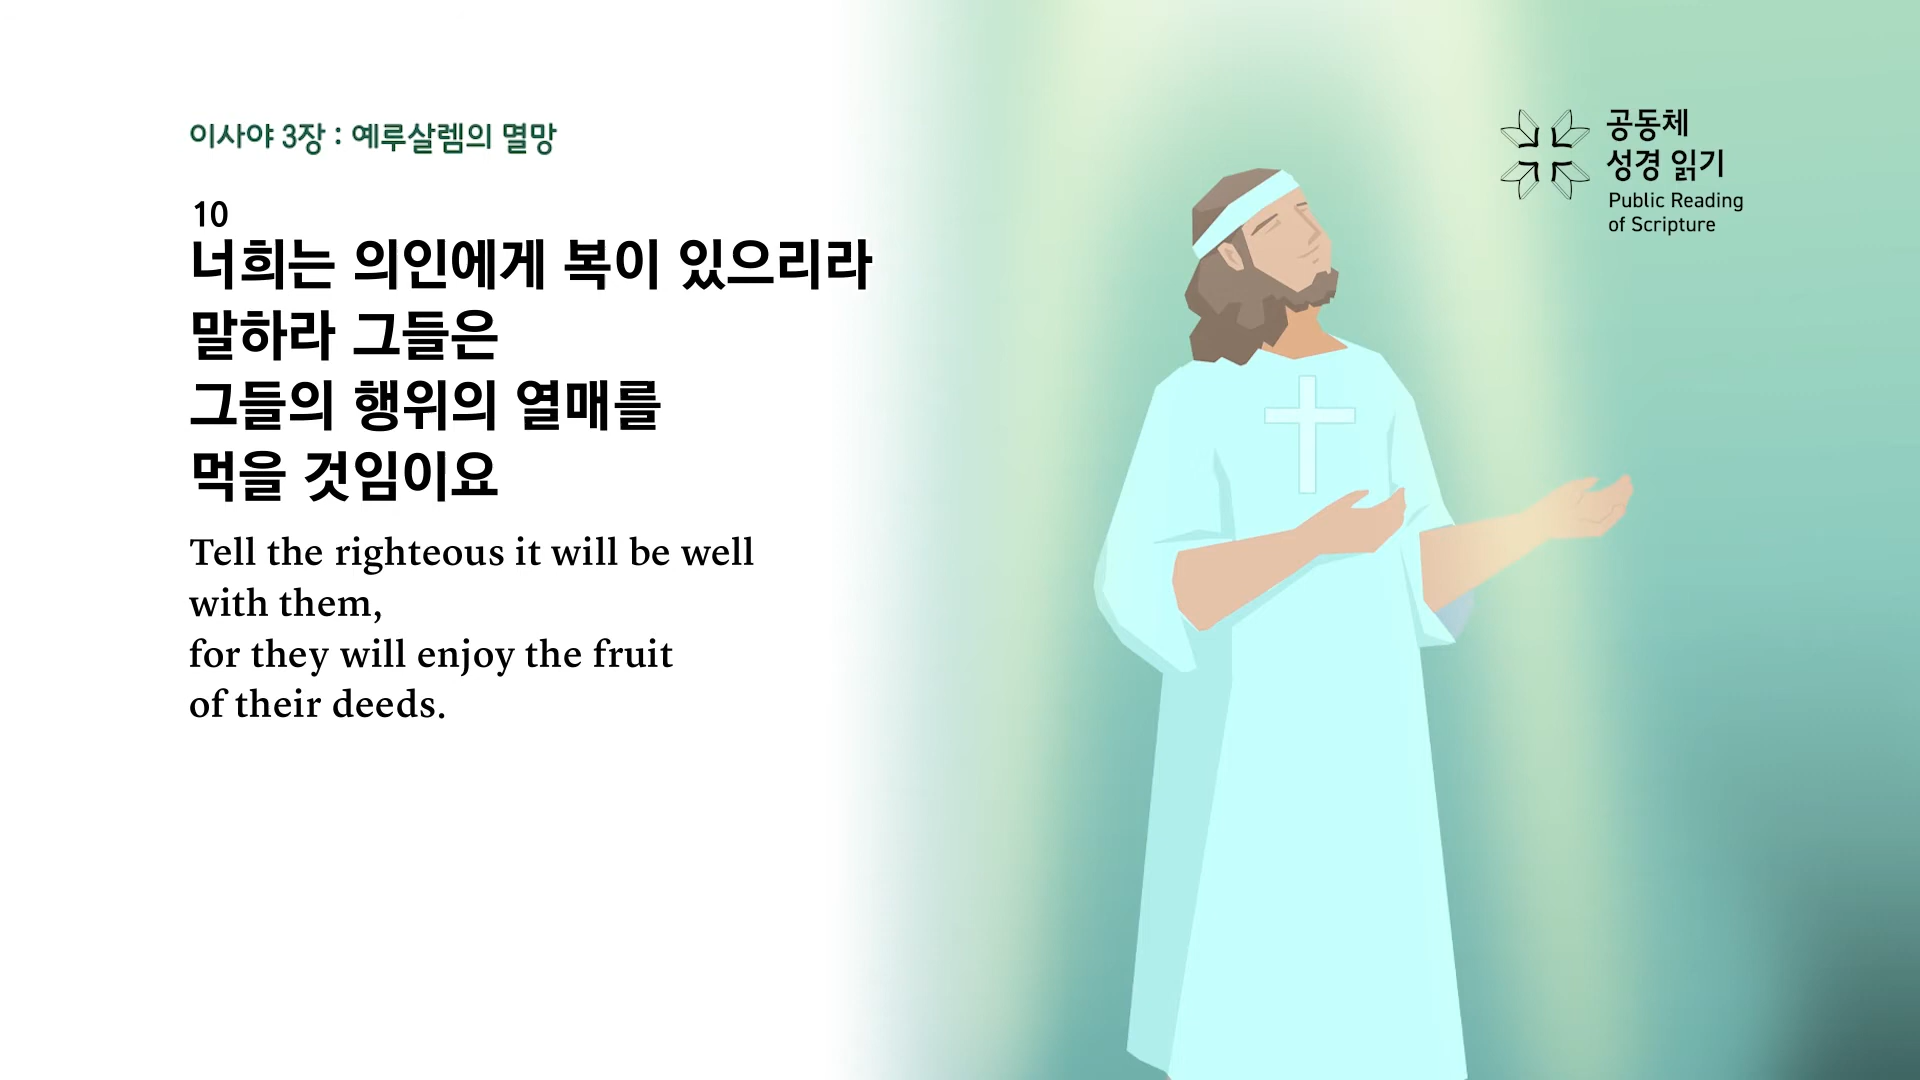 이사야 3장 : 예루살렘의 멸망
10
너희는 의인에게 복이 있으리라
말하라 그들은
그들의 행위의 열매를
먹을 것임이요
Tell the righteous it will be well
with them,
for they will enjoy the fruit
of their deeds.
공동체
성경 읽기
Public Reading
of Scripture